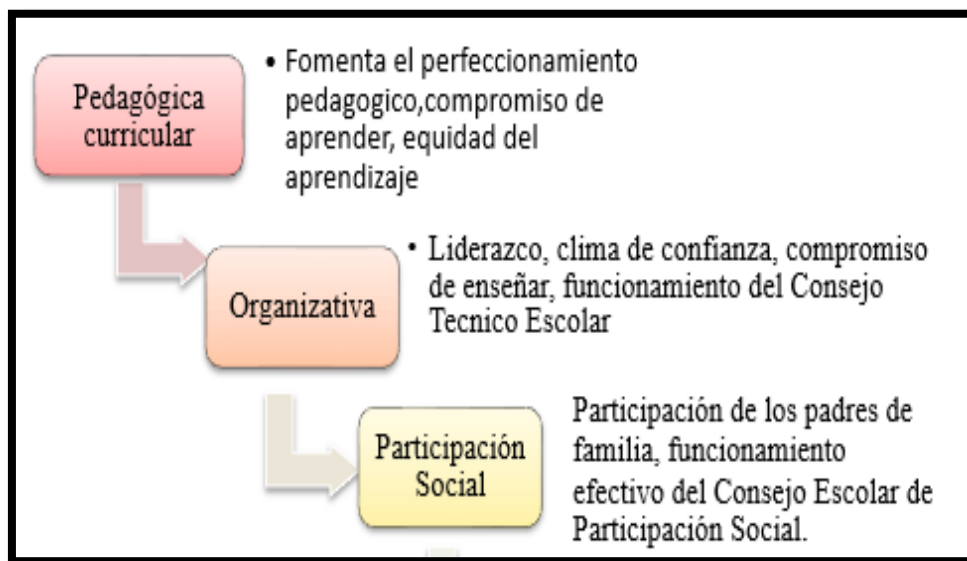 Pedagógica
curricular
• Fomenta el perfeccionamiento
pedagogico,compromiso de
aprender, equidad del
aprendizaje
Organizativa
• Liderazco, clima de confianza, compromiso
de enseñar, funcionamiento del Consejo
Tecnico Escolar
Participación
Social
Participación de los padres de
familia, funcionamiento
efectivo del Consejo Escolar de
Participación Social.